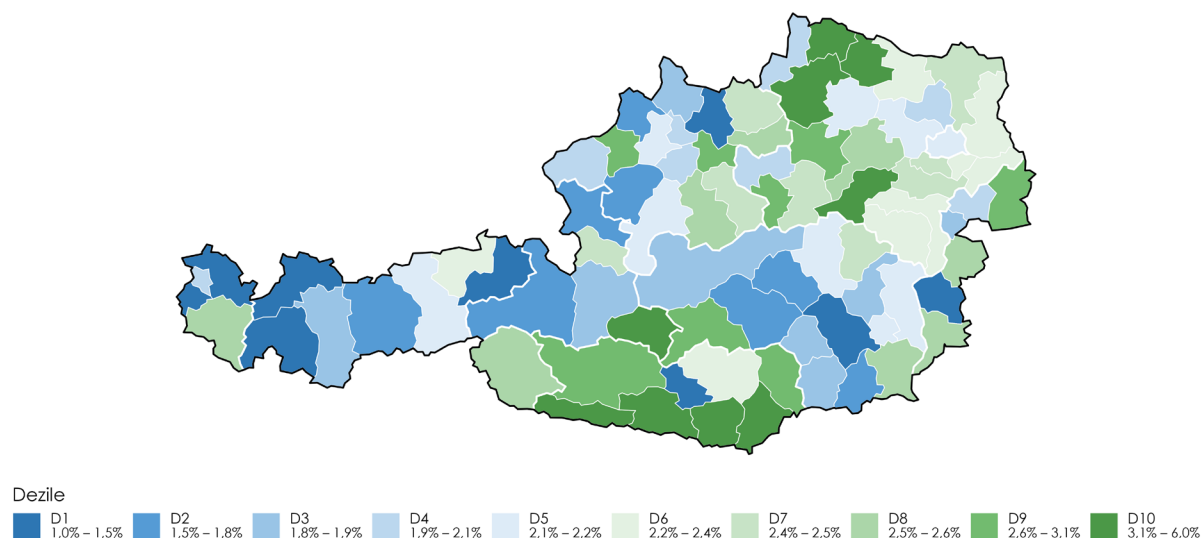 Dezile
D1 D2 D3 D4 D5 D6 D7 D8 D9 D10
1.0% – 1.5% 1.5% – 1.8% 1.8% – 1.9% 1.9% – 2.1% 2.1% – 2.2% 2.2% – 2.4% 2.4% – 2.5% 2.5% – 2.6% 2.6% – 3.1% 3.1% – 6.0%